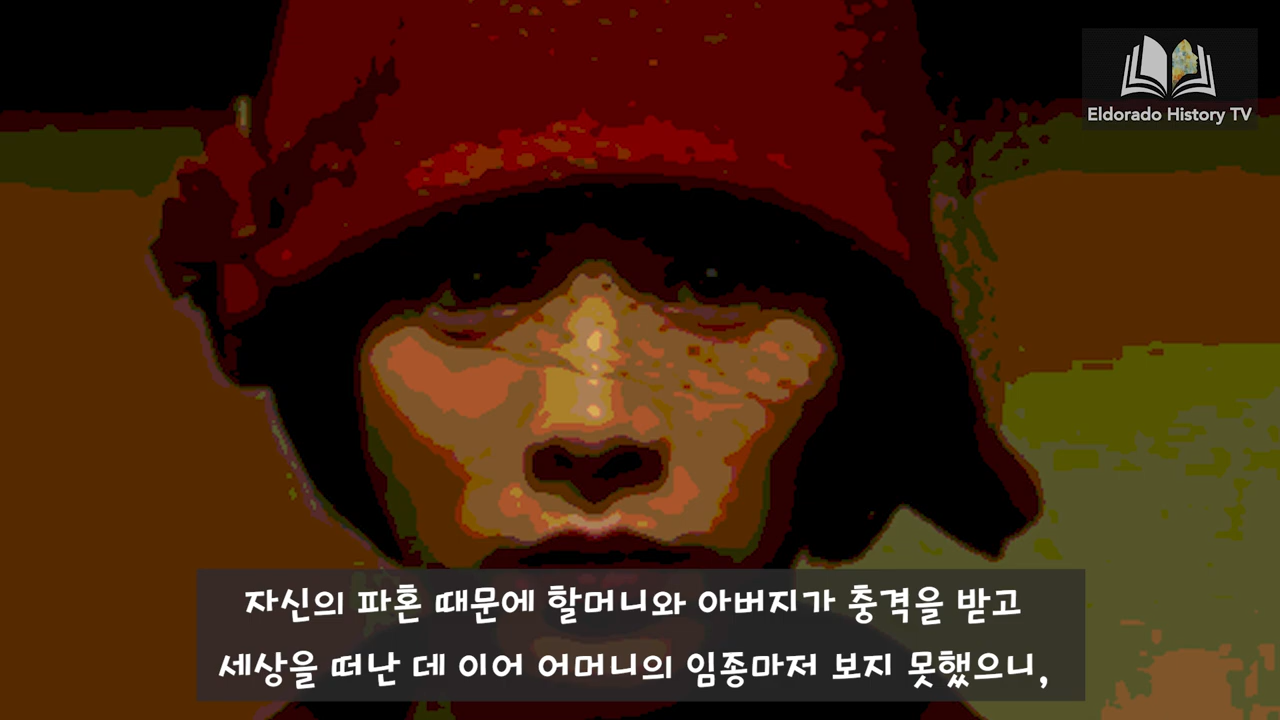 Eldorado History TV
자신의 파혼 때문에 할머니와 아버지가 충격을 받고
세상을 떠난 데 이어 어머니의 임종마저 보지 못했으니,